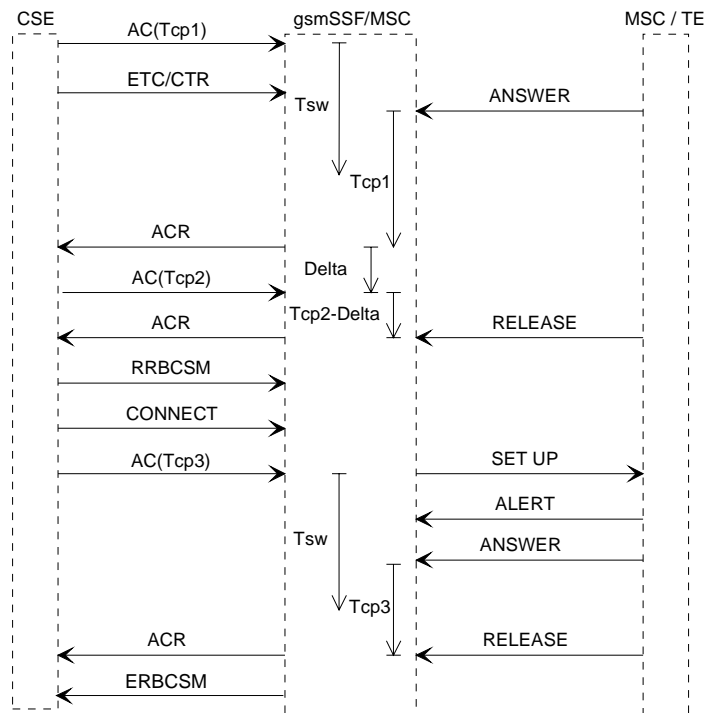 CSE gsmSSF/MSC MSC / TE
AC(Tcp1)
ETC/CTR
Tsw
ANSWER
Tcp1
ACR
Delta
AC(Tcp2)
Tcp2-Delta
ACR
RELEASE
RRBCSM
CONNECT
AC(Tcp3)
SET UP
ALERT
Tsw
ANSWER
Tcp3
ACR
RELEASE
ERBCSM